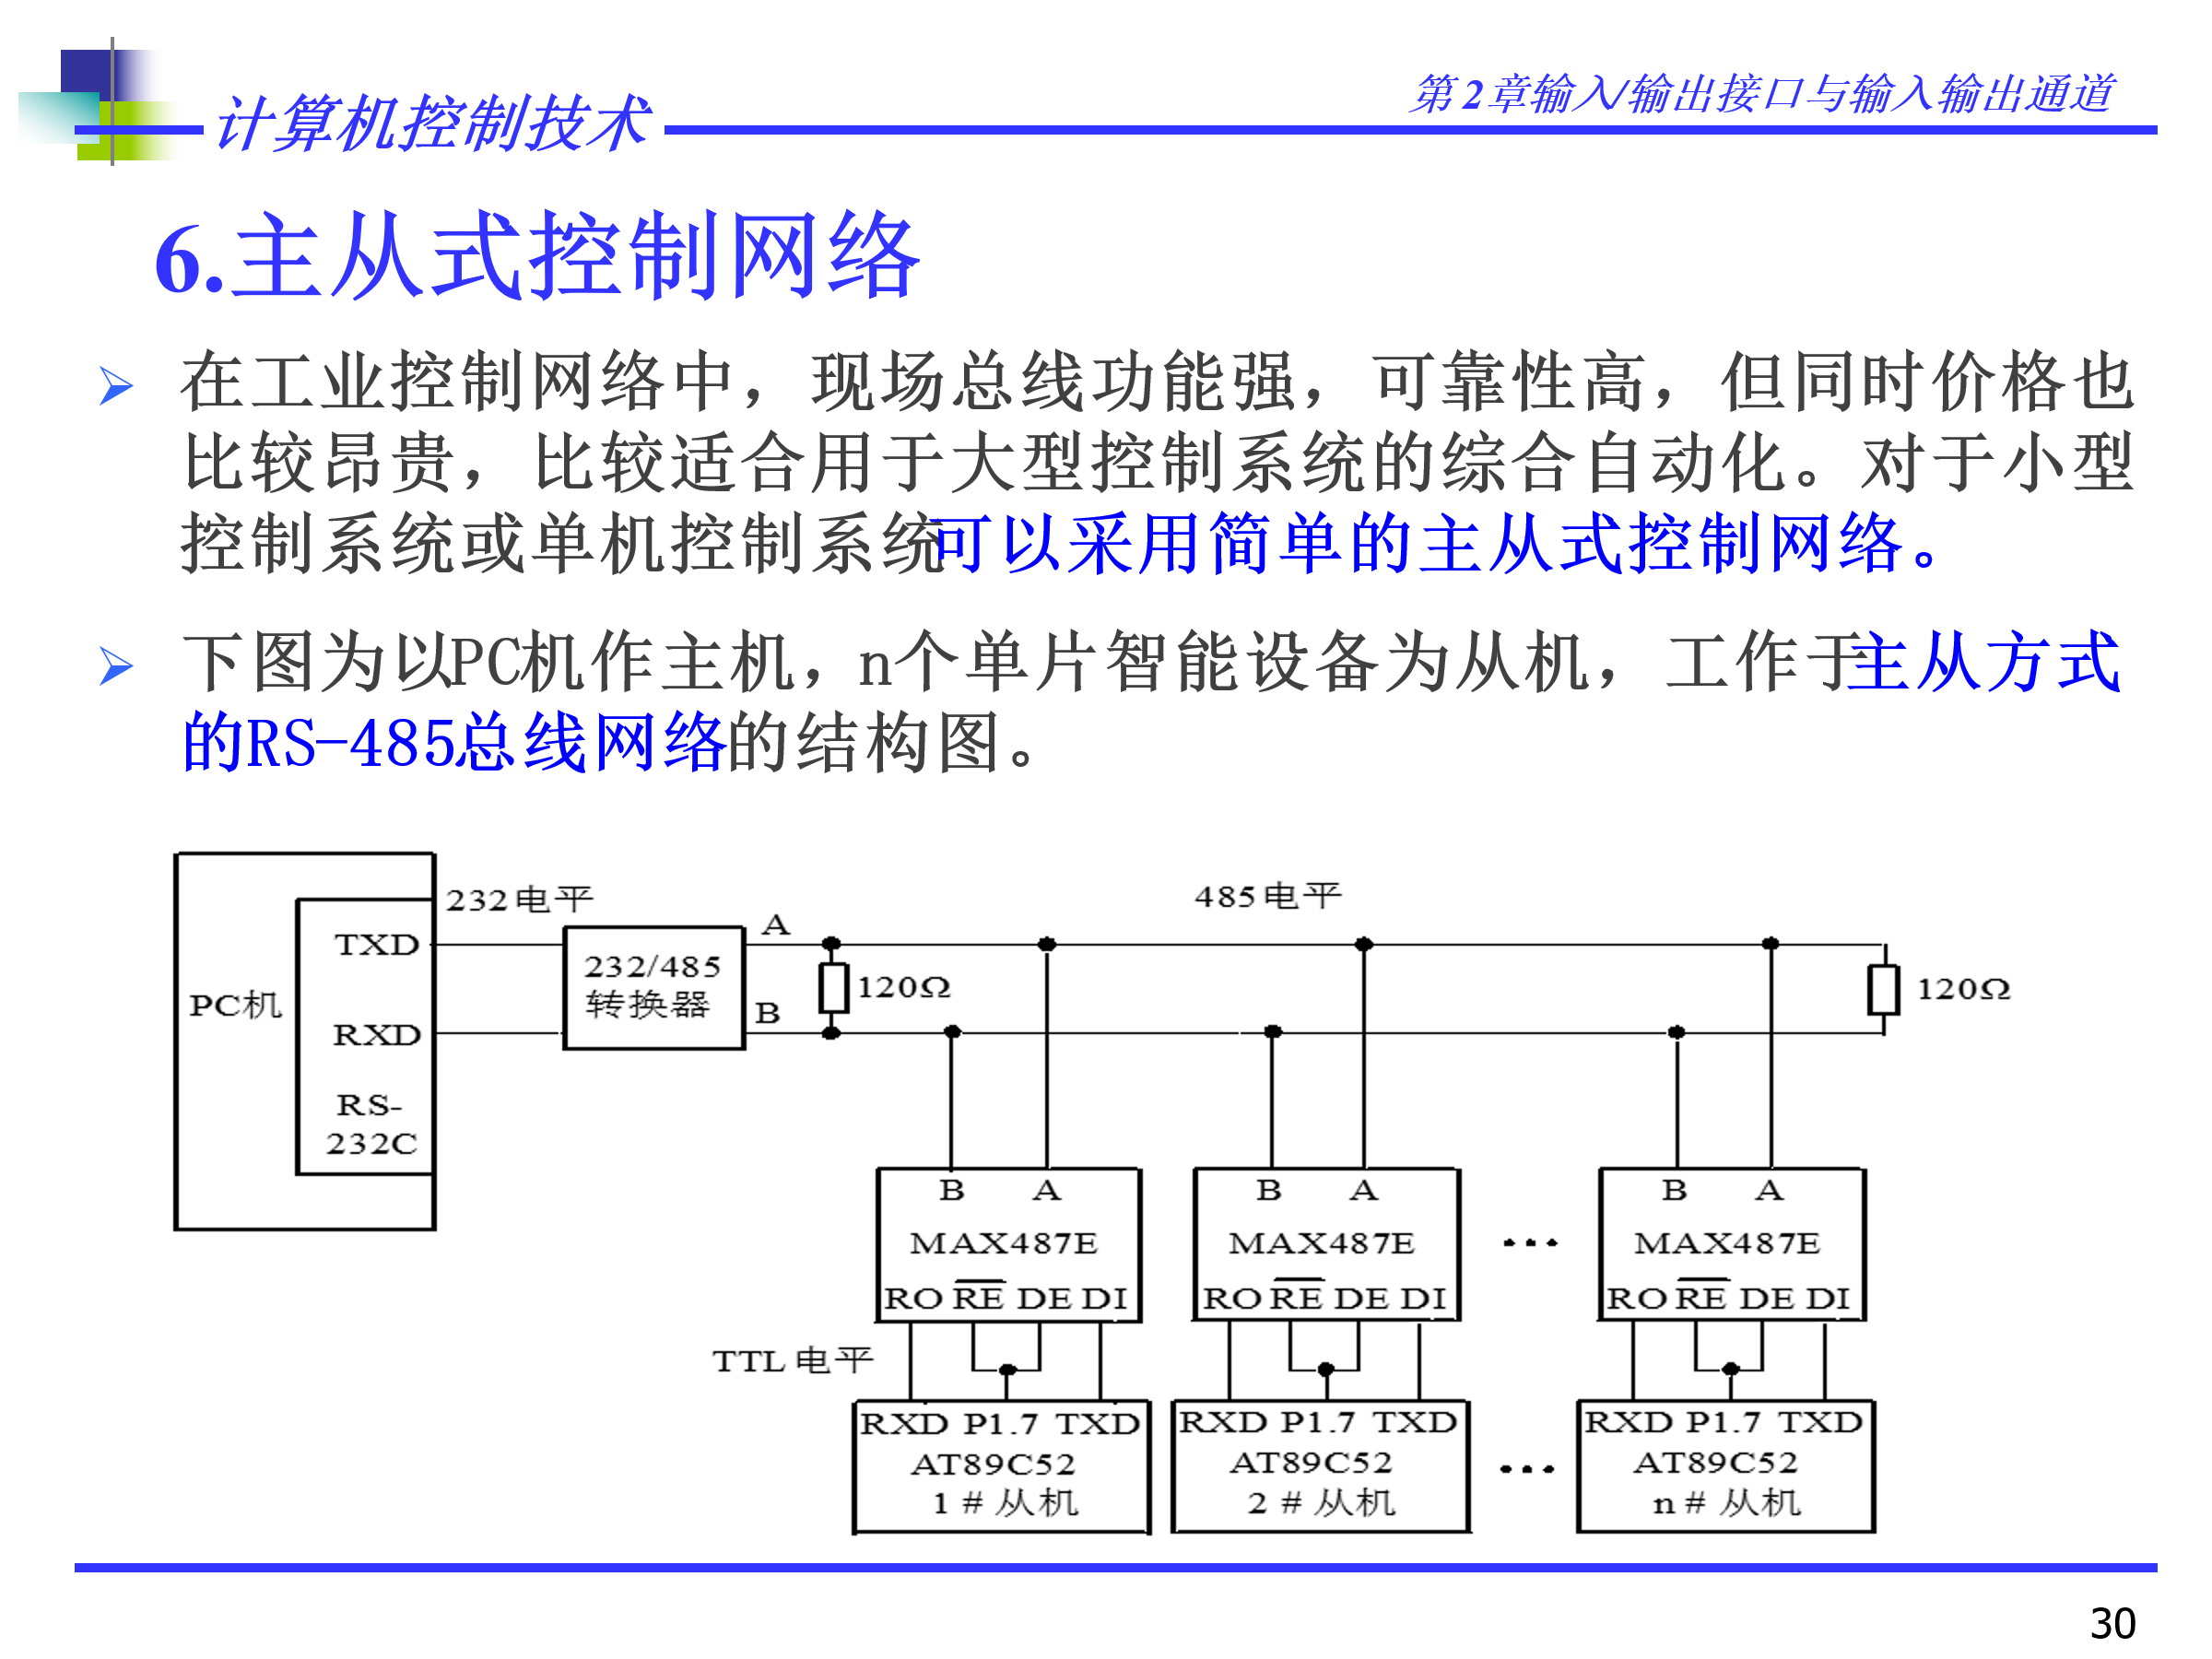 计算机控制技术
第2章输入/输出接口与输入输出通道
6.主从式控制网络
在工业控制网络中，现场总线功能强，可靠性高，但同时价格也
比较昂贵，比较适合用于大型控制系统的综合自动化。对于小型
控制系统或单机控制系统可以采用简单的主从式控制网络。
下图为以PC机作主机，n个单片智能设备为从机，工作于主从方式
的RS-485总线网络的结构图。
232电平
485电平
TXD
A
232/485
转换器
120Ω
120Ω
PC机
B
RXD
RS-
232C
B A
B A
B A
MAX487E
MAX487E
…
MAX487E
RO R̅E̅ DE DI
RO R̅E̅ DE DI
RO R̅E̅ DE DI
TTL电平
RXD P1.7 TXD
RXD P1.7 TXD
RXD P1.7 TXD
AT89C52
AT89C52
…
AT89C52
1#从机
2#从机
n#从机
30